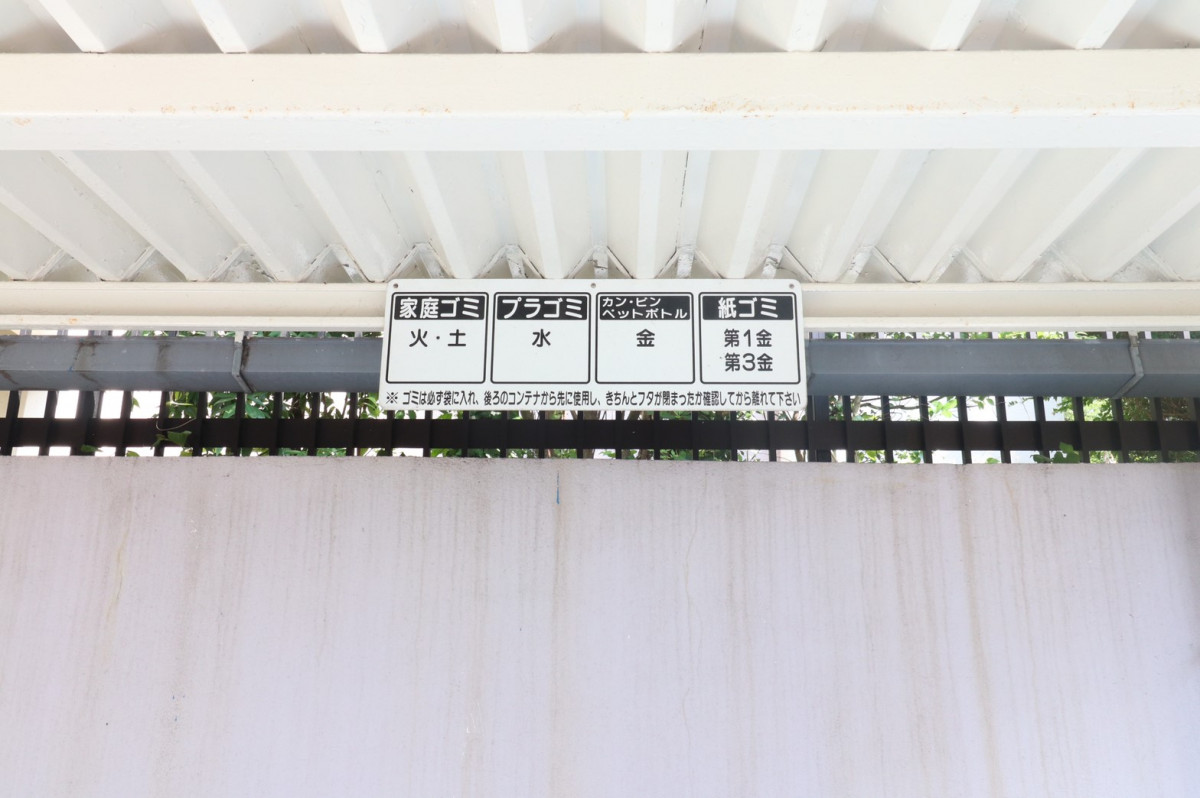 家庭ゴミ
火・土
プラゴミ
水
カン・ビン
ペットボトル
金
紙ゴミ
第1金
第3金
※ ゴミは必ず袋に入れ、後ろのコンテナから先に使用し、きちんとフタが閉まったか確認してから離れて下さい